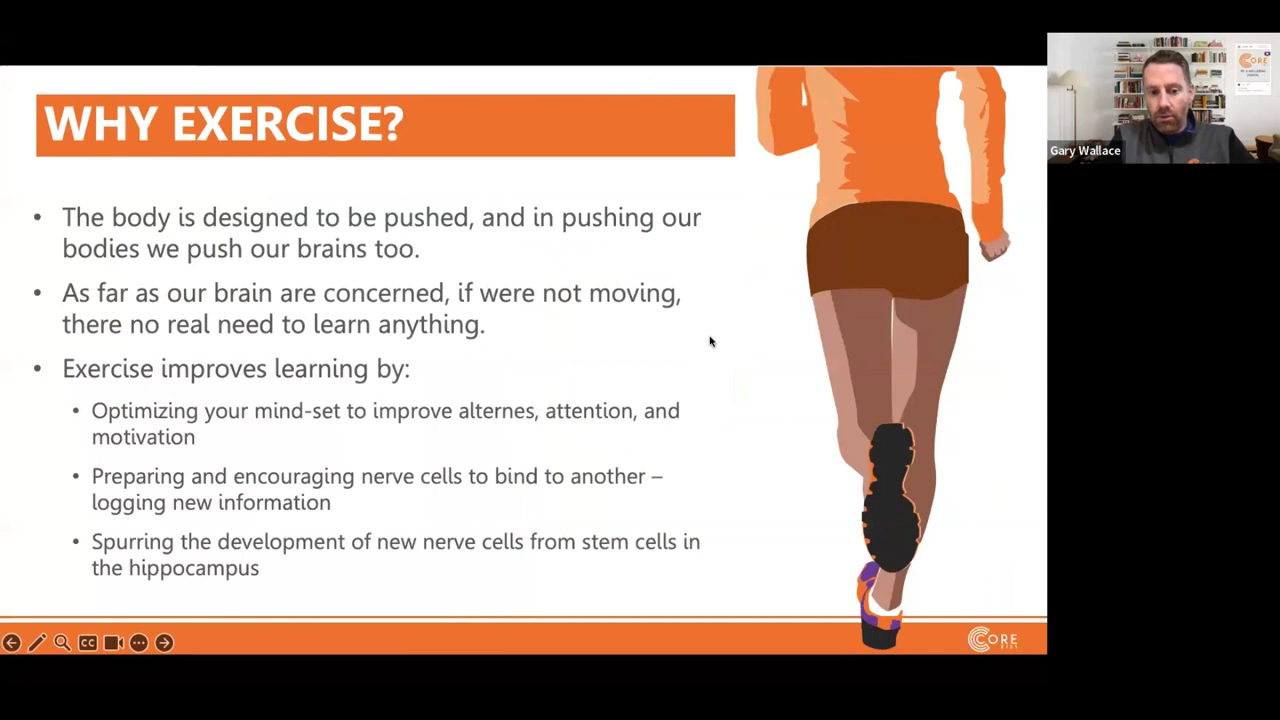 WHY EXERCISE?
• The body is designed to be pushed, and in pushing our
bodies we push our brains too.
• As far as our brain are concerned, if were not moving,
there no real need to learn anything.
• Exercise improves learning by:
• Optimizing your mind-set to improve alternes, attention, and
motivation
• Preparing and encouraging nerve cells to bind to another –
logging new information
• Spurring the development of new nerve cells from stem cells in
the hippocampus
CC
CORE
Gary Wallace
CORE